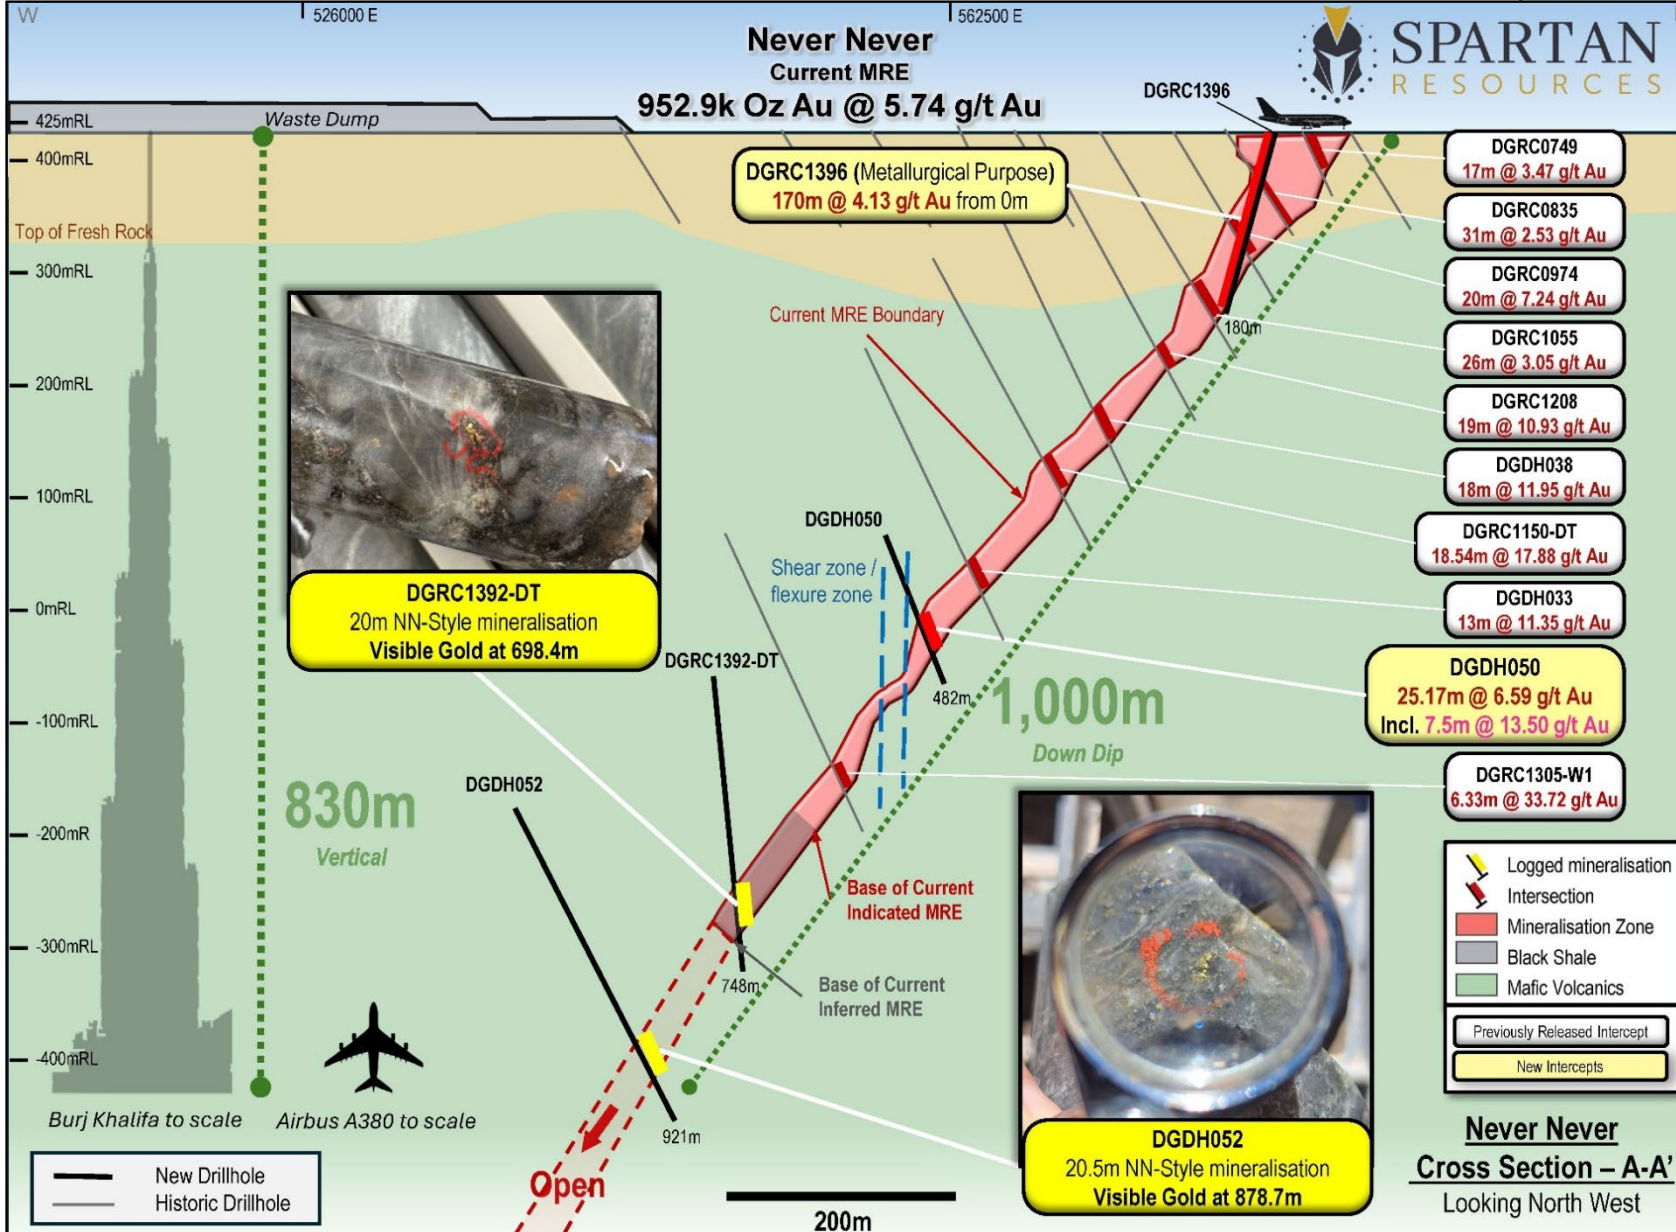 W
526000 E
562500 E
Never Never
Current MRE
952.9k Oz Au @ 5.74 g/t Au
SPARTAN
RESOURCES
DGRC1396
425mRL
Waste Dump
400mRL
Top of Fresh Rock
300mRL
200mRL
100mRL
0mRL
-100mRL
-200mR
-300mRL
-400mRL
DGRC1396 (Metallurgical Purpose)
170m @ 4.13 g/t Au from 0m
180m
Current MRE Boundary
DGRC0749
17m @ 3.47 g/t Au
DGRC0835
31m @ 2.53 g/t Au
DGRC0974
20m @ 7.24 g/t Au
DGRC1055
26m @ 3.05 g/t Au
DGRC1208
19m @ 10.93 g/t Au
DGDH038
18m @ 11.95 g/t Au
DGRC1150-DT
18.54m @ 17.88 g/t Au
DGDH033
13m @ 11.35 g/t Au
DGDH050
25.17m @ 6.59 g/t Au
Incl. 7.5m @ 13.50 g/t Au
DGRC1305-W1
6.33m @ 33.72 g/t Au
DGDH050
Shear zone /
flexure zone
482m
DGRC1392-DT
20m NN-Style mineralisation
Visible Gold at 698.4m
DGRC1392-DT
1,000m
Down Dip
830m
Vertical
DGDH052
Base of Current
Indicated MRE
748m
Base of Current
Inferred MRE
921m
Open
DGDH052
20.5m NN-Style mineralisation
Visible Gold at 878.7m
Burj Khalifa to scale
Airbus A380 to scale
New Drillhole
Historic Drillhole
200m
Logged mineralisation
Intersection
Mineralisation Zone
Black Shale
Mafic Volcanics
Previously Released Intercept
New Intercepts
Never Never
Cross Section – A-A'
Looking North West